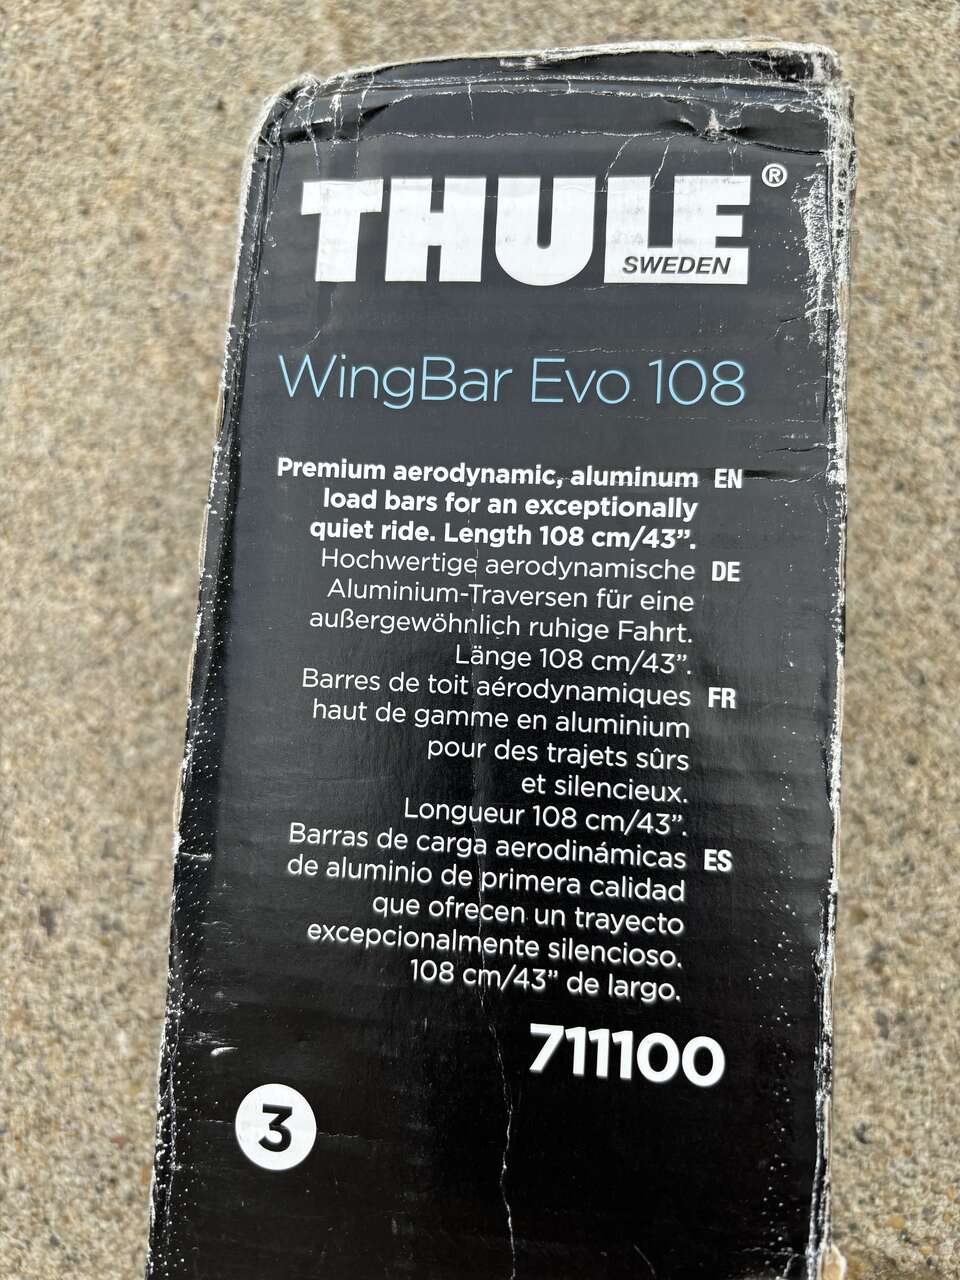 THULE®
SWEDEN
WingBar Evo 108
Premium aerodynamic, aluminum EN
load bars for an exceptionally
quiet ride. Length 108 cm/43”.
Hochwertige aerodynamische DE
Aluminium-Traversen für eine
außergewöhnlich ruhige Fahrt.
Länge 108 cm/43”.
Barres de toit aérodynamiques FR
haut de gamme en aluminium
pour des trajets sûrs
et silencieux.
Longueur 108 cm/43”.
Barras de carga aerodinámicas ES
de aluminio de primera calidad
que ofrecen un trayecto
excepcionalmente silencioso.
108 cm/43” de largo.
711100
3